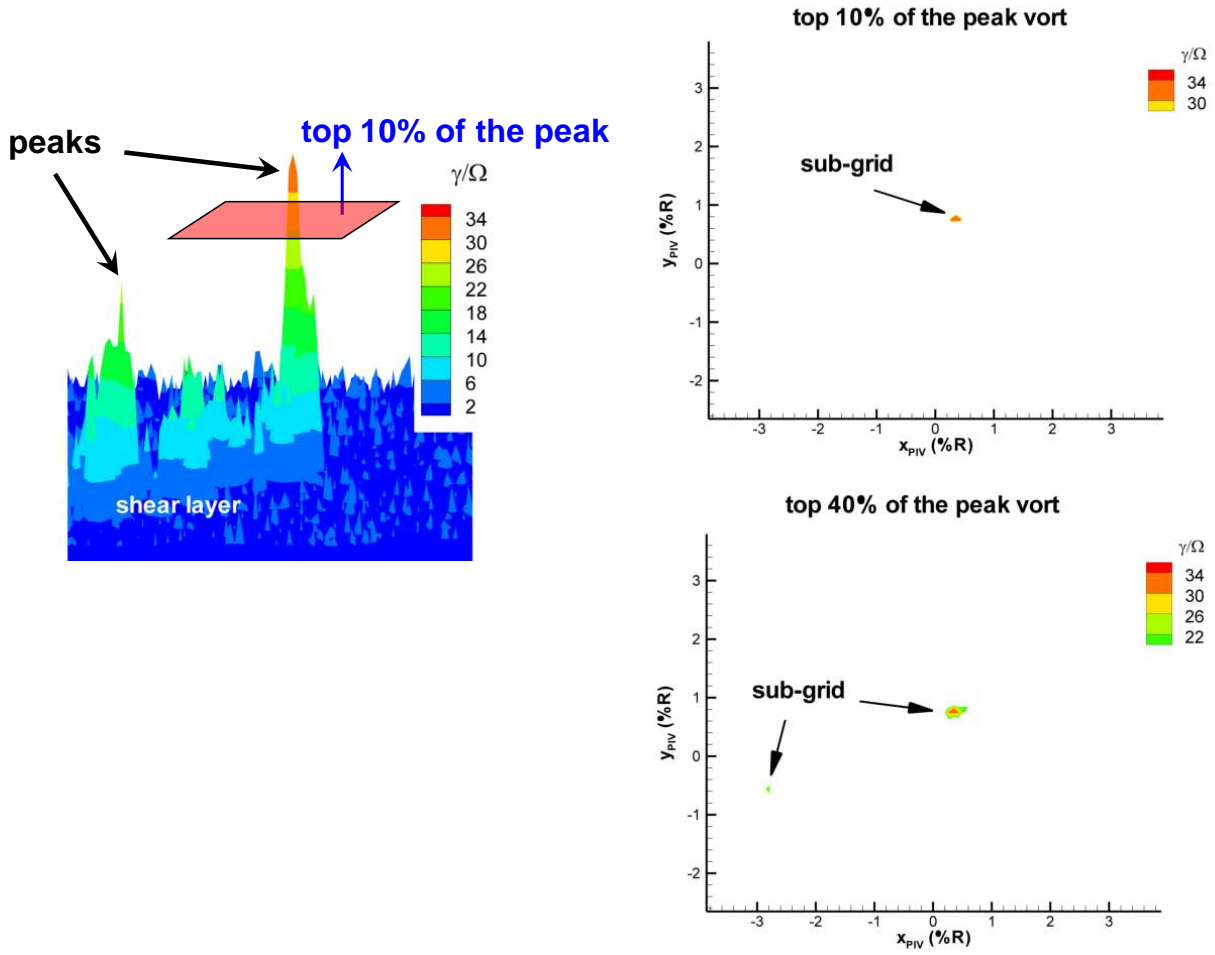 peaks
top 10% of the peak
γ/Ω
34
30
26
22
18
14
10
6
2
shear layer
top 10% of the peak vort
γ/Ω
34
30
sub-grid
3
2
1
0
-1
-2
y_PIV (%R)
-3 -2 -1 0 1 2 3
x_PIV (%R)
top 40% of the peak vort
γ/Ω
34
30
26
22
sub-grid
3
2
1
0
-1
-2
y_PIV (%R)
-3 -2 -1 0 1 2 3
x_PIV (%R)